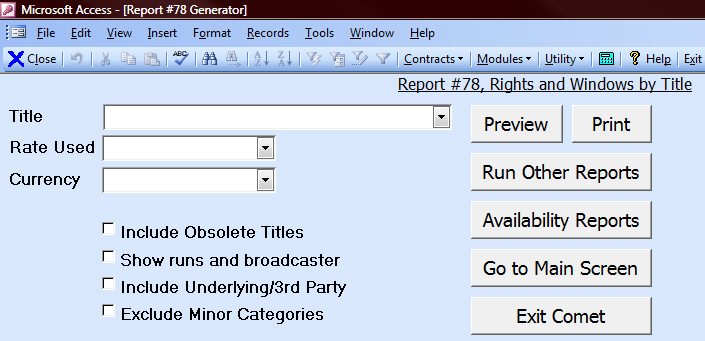 Microsoft Access - [Report #78 Generator]
File Edit View Insert Format Records Tools Window Help
Close Contracts Modules Utility Help Exit
Report #78, Rights and Windows by Title
Title
Preview Print
Rate Used
Run Other Reports
Currency
Availability Reports
Include Obsolete Titles
Show runs and broadcaster
Go to Main Screen
Include Underlying/3rd Party
Exclude Minor Categories
Exit Comet